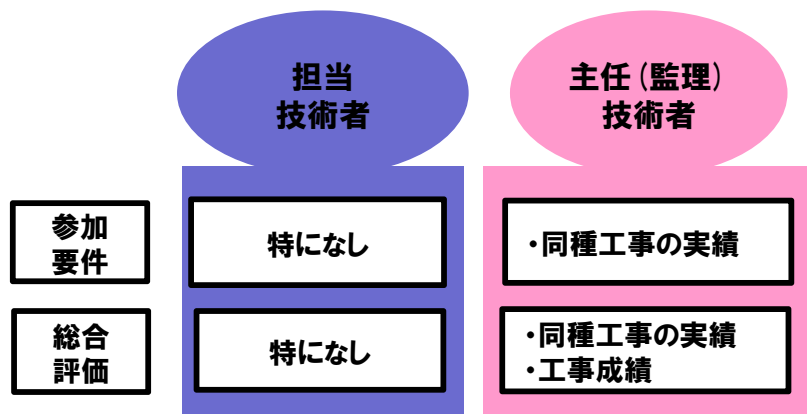 担当
技術者
主任（監理）
技術者
参加
要件
特になし
・同種工事の実績
総合
評価
特になし
・同種工事の実績
・工事成績